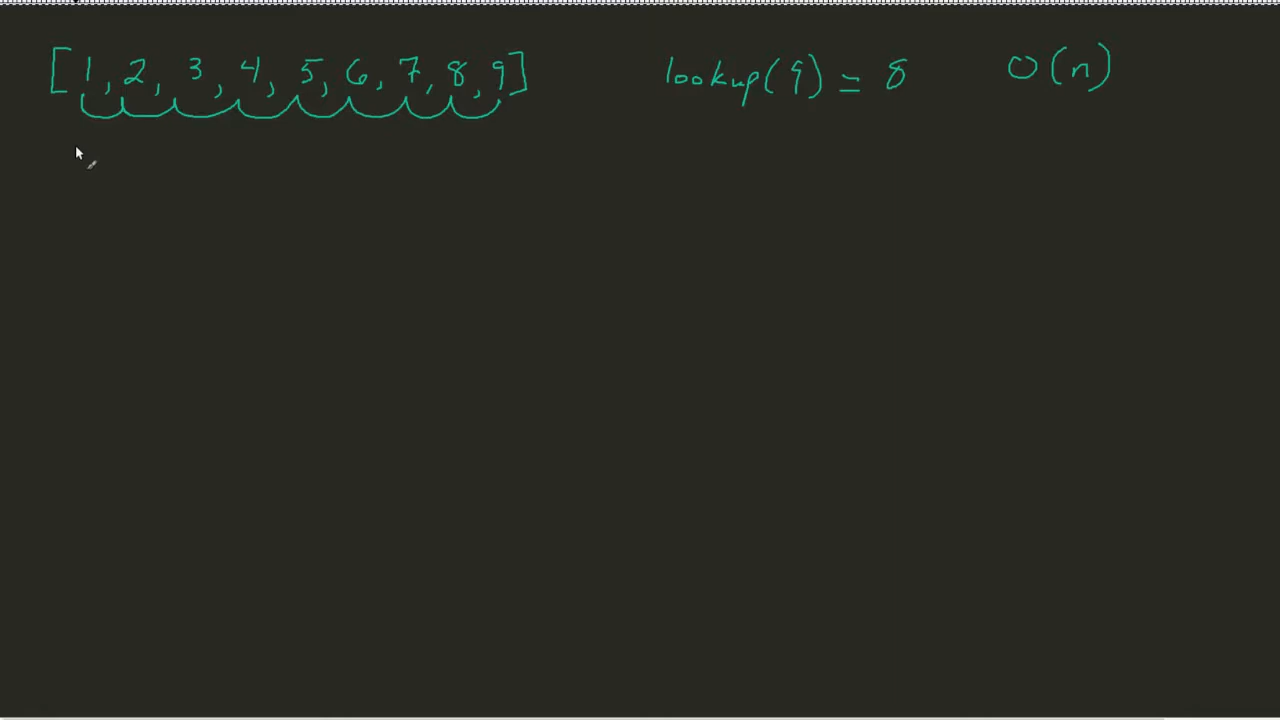 [1, 2, 3, 4, 5, 6, 7, 8, 9] lookup(9) = 8 O(n)